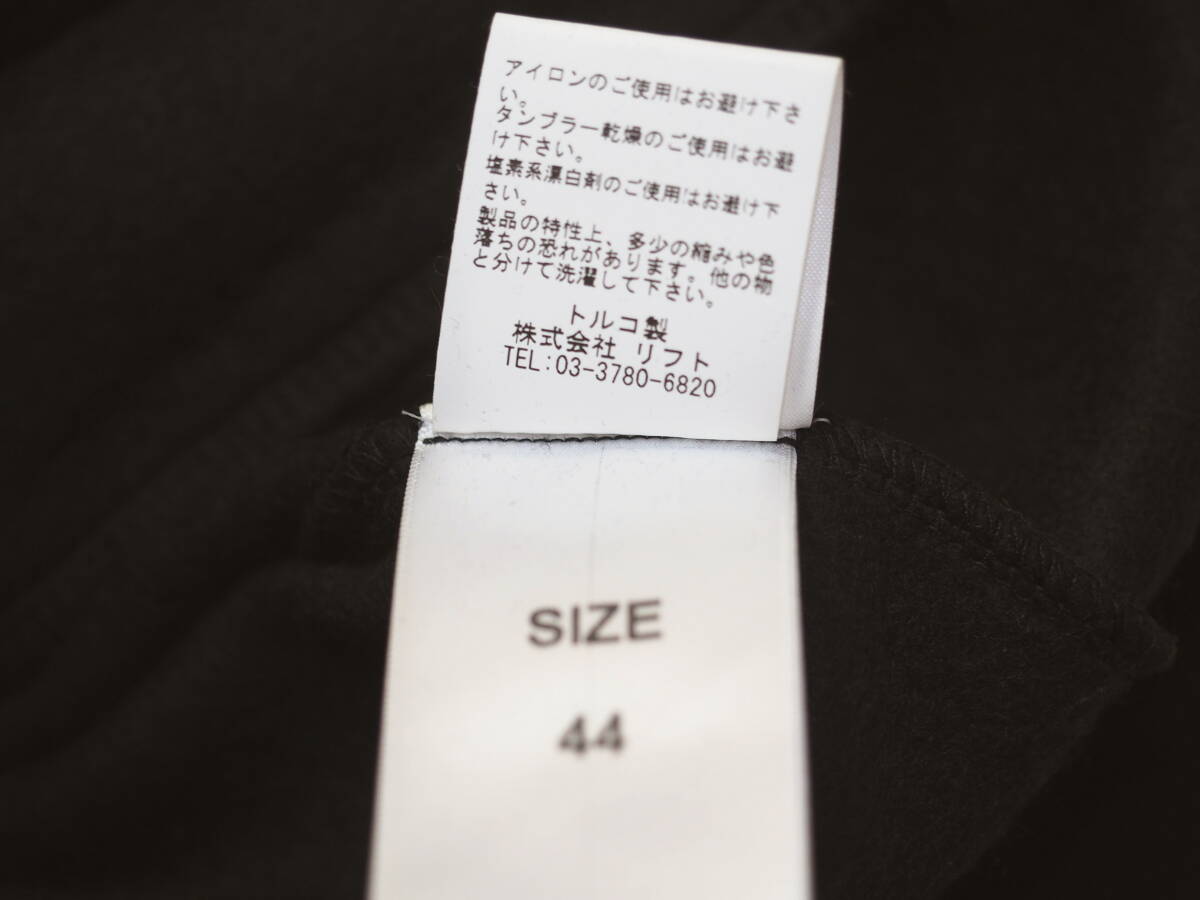 アイロンのご使用はお避け下さ
い。
タンブラー乾燥のご使用はお避
け下さい。
塩素系漂白剤のご使用はお避け下
さい。
製品の特性上、多少の縮みや色
落ちの恐れがあります。他の物
と分けて洗濯して下さい。
トルコ製
株式会社 リフト
TEL:03-3780-6820
SIZE
44